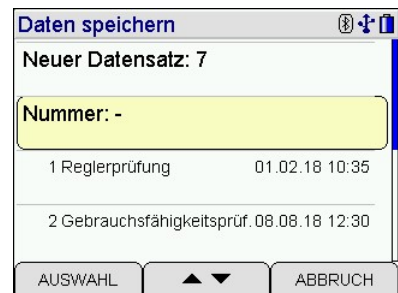 Daten speichern
Neuer Datensatz: 7
Nummer: -
1 Reglerprüfung 01.02.18 10:35
2 Gebrauchsfähigkeitsprüf. 08.08.18 12:30
AUSWAHL ▲ ▼ ABBRUCH